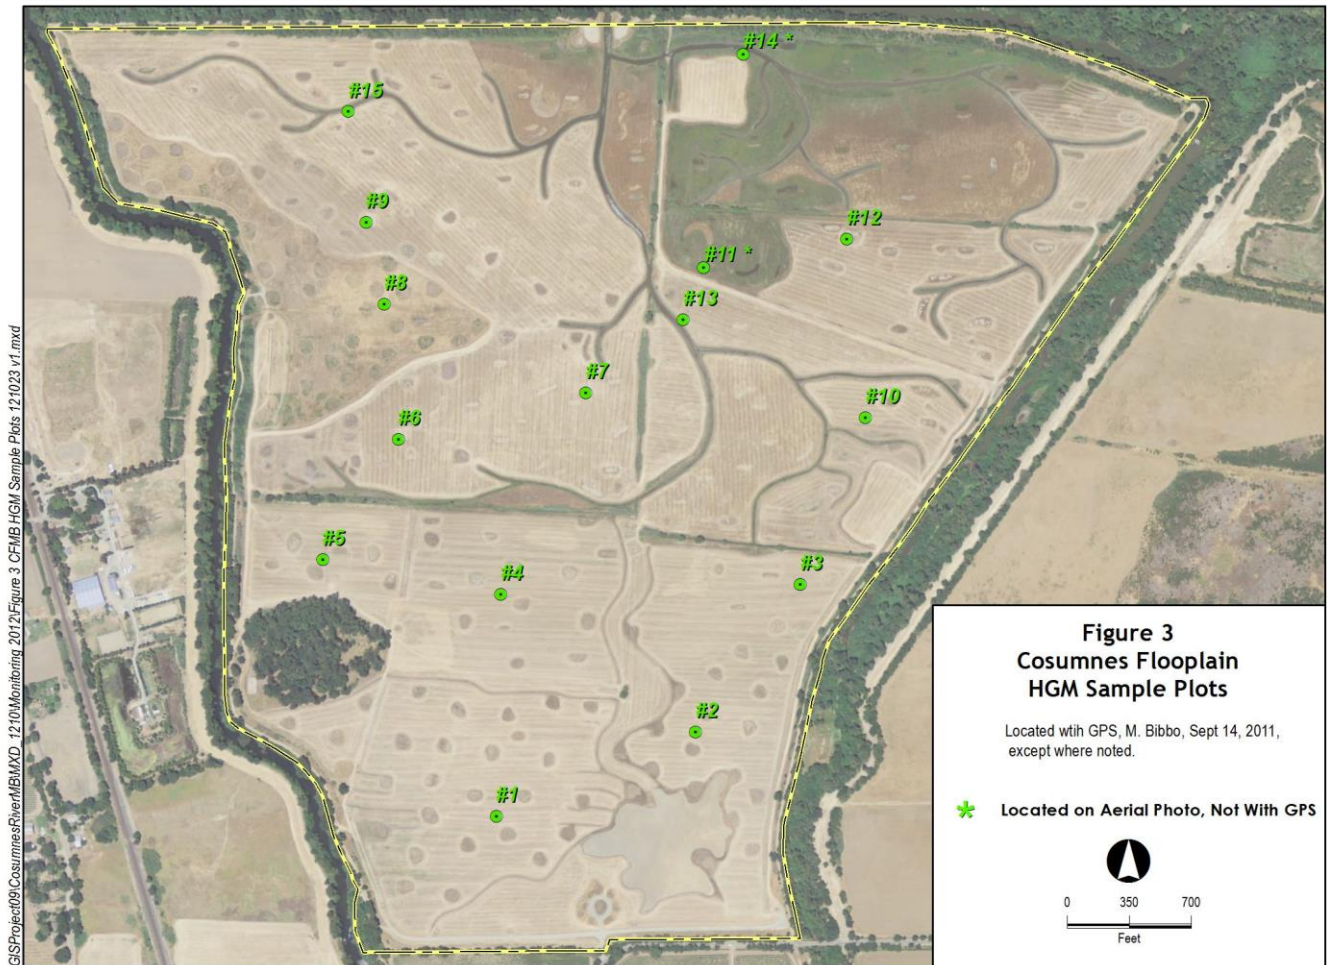 #14 *
#15
#9
#12
#11 *
#8
#13
#7
#10
#6
#5
#4
#3
#2
#1
GISProject09\CosumnesRiverMB\MXD_1210\Monitoring 2012\Figure 3 CFMB HGM Sample Plots 121023 v1.mxd
Figure 3
Cosumnes Flooplain
HGM Sample Plots
Located wtih GPS, M. Bibbo, Sept 14, 2011,
except where noted.
* Located on Aerial Photo, Not With GPS
0 350 700
Feet